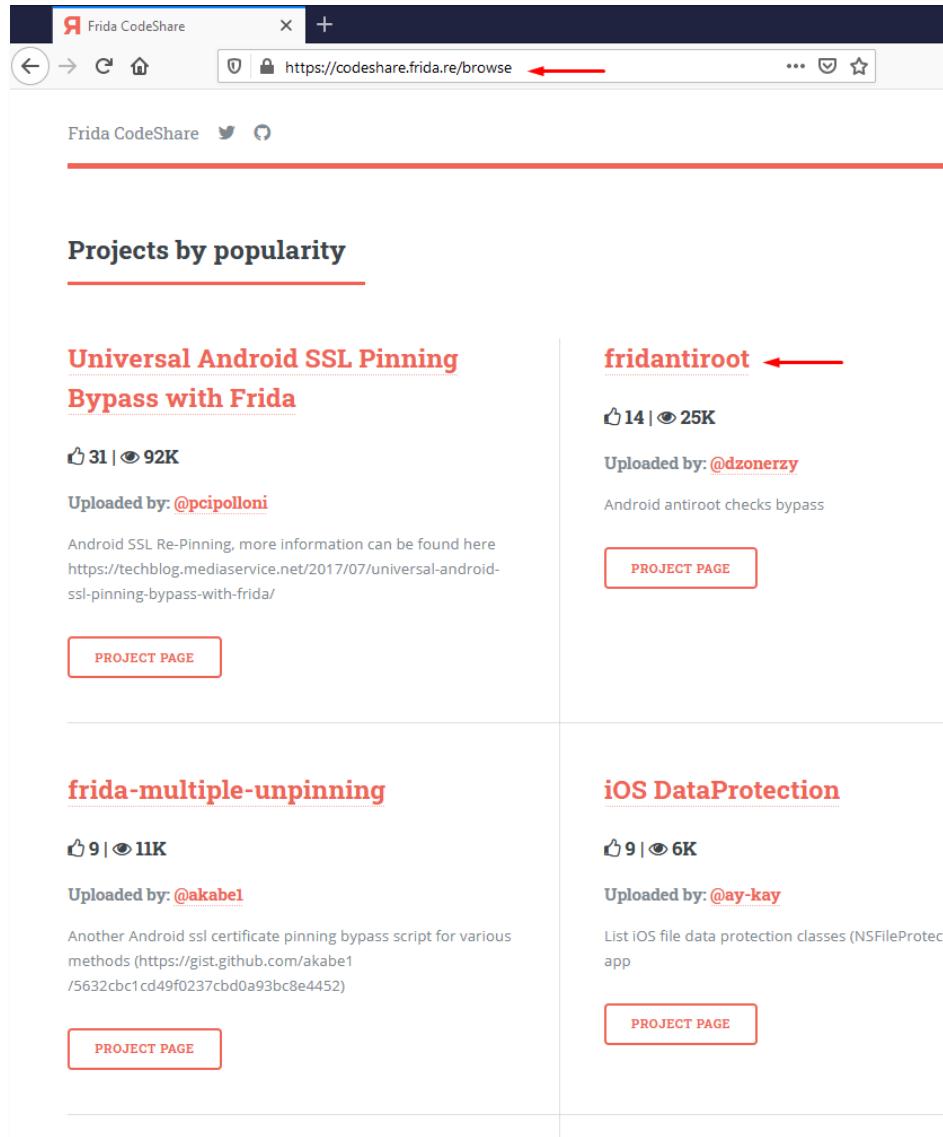 Frida CodeShare
https://codeshare.frida.re/browse
Frida CodeShare
Projects by popularity
Universal Android SSL Pinning
Bypass with Frida
31 | 92K
Uploaded by: @pcipolloni
Android SSL Re-Pinning, more information can be found here
https://techblog.mediaservice.net/2017/07/universal-android-
ssl-pinning-bypass-with-frida/
PROJECT PAGE
fridantiroot
14 | 25K
Uploaded by: @dzonerzy
Android antiroot checks bypass
PROJECT PAGE
frida-multiple-unpinning
9 | 11K
Uploaded by: @akabe1
Another Android ssl certificate pinning bypass script for various
methods (https://gist.github.com/akabe1
/5632cbc1cd49f0237cbd0a93bc8e4452)
PROJECT PAGE
iOS DataProtection
9 | 6K
Uploaded by: @ay-kay
List iOS file data protection classes (NSFileProtec
app
PROJECT PAGE